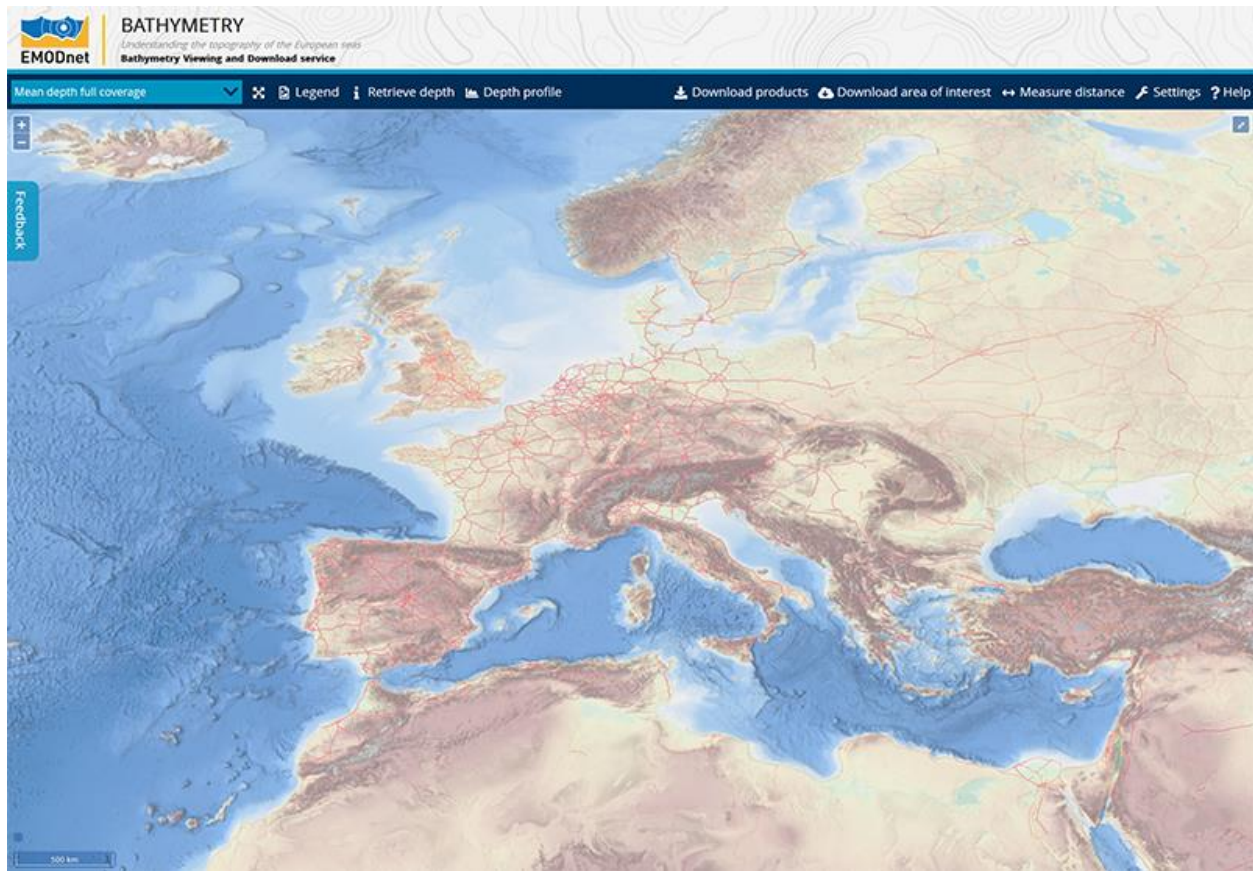 BATHYMETRY
Understanding the topography of the European seas
EMODnet
Bathymetry Viewing and Download service
Mean depth full coverage
Legend
Retrieve depth
Depth profile
Download products
Download area of interest
Measure distance
Settings
? Help
+
−
Feedback
500 km